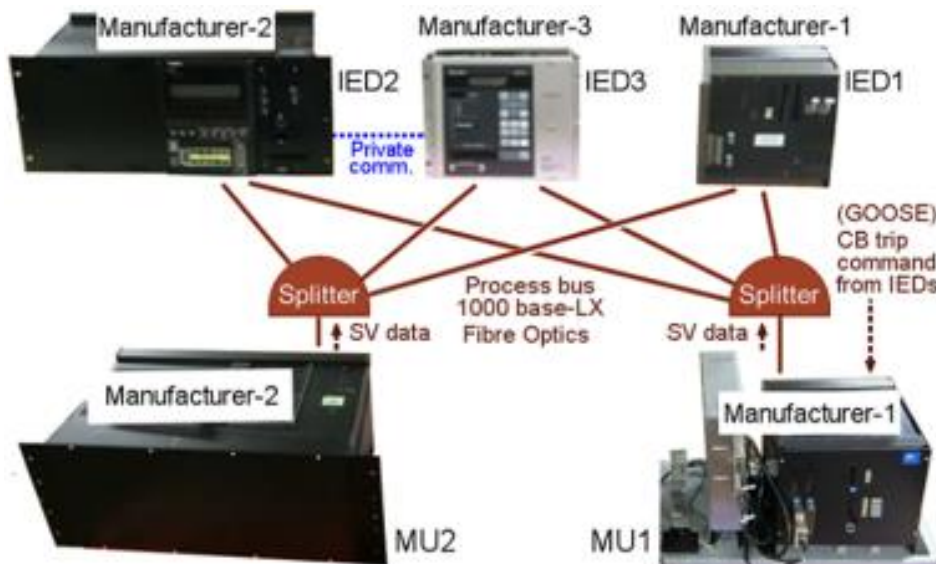 Manufacturer-2
Manufacturer-3
Manufacturer-1
IED2
IED3
IED1
Private
comm.
(GOOSE)
CB trip
command
from IEDs
Splitter
Splitter
Process bus
1000 base-LX
Fibre Optics
SV data
SV data
Manufacturer-2
Manufacturer-1
MU2
MU1